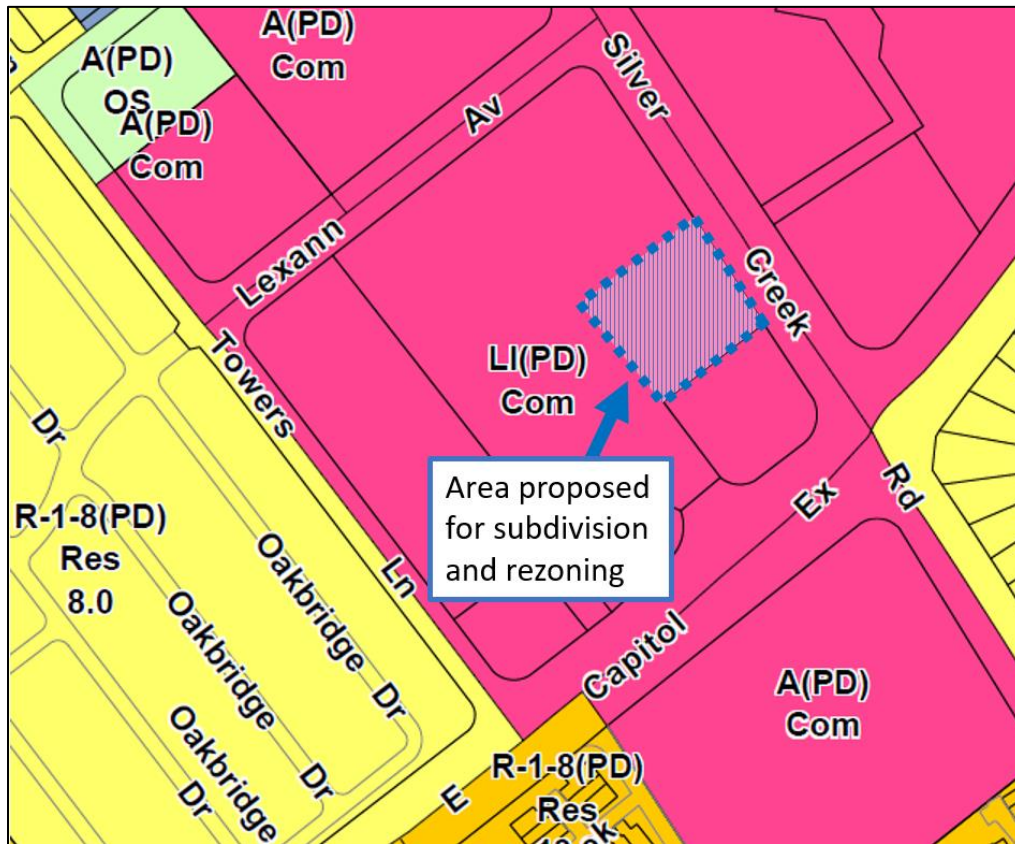 A(PD)
Com
A(PD)
OS
A(PD)
Com
Silver
Av
Lexann
Creek
Towers
LI(PD)
Com
Dr
Area proposed
for subdivision
and rezoning
Ex
Rd
R-1-8(PD)
Res
8.0
Oakbridge
Ln
Oakbridge
Dr
Capitol
A(PD)
Com
Oakbridge
Dr
Dr
E
R-1-8(PD)
Res